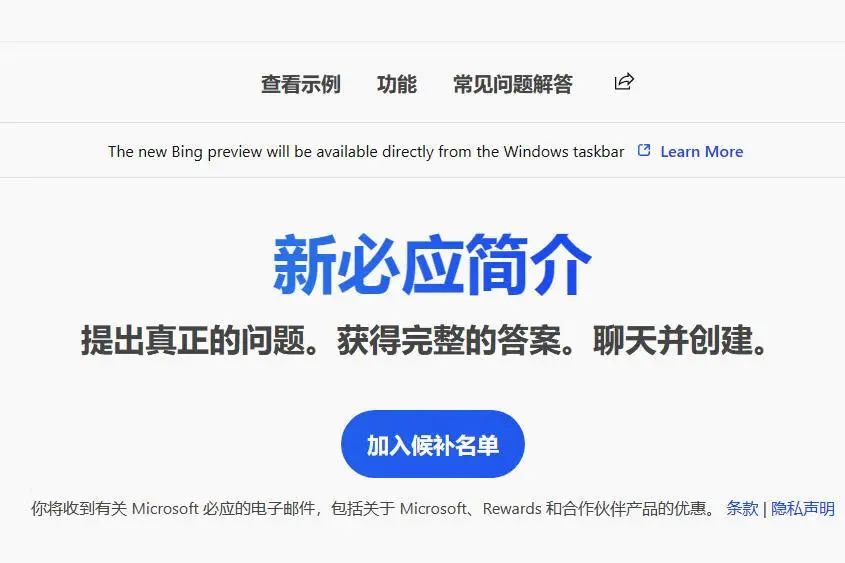 查看示例 功能 常见问题解答
The new Bing preview will be available directly from the Windows taskbar Learn More
新必应简介
提出真正的问题。获得完整的答案。聊天并创建。
加入候补名单
你将收到有关 Microsoft 必应的电子邮件，包括关于 Microsoft、Rewards 和合作伙伴产品的优惠。 条款 | 隐私声明